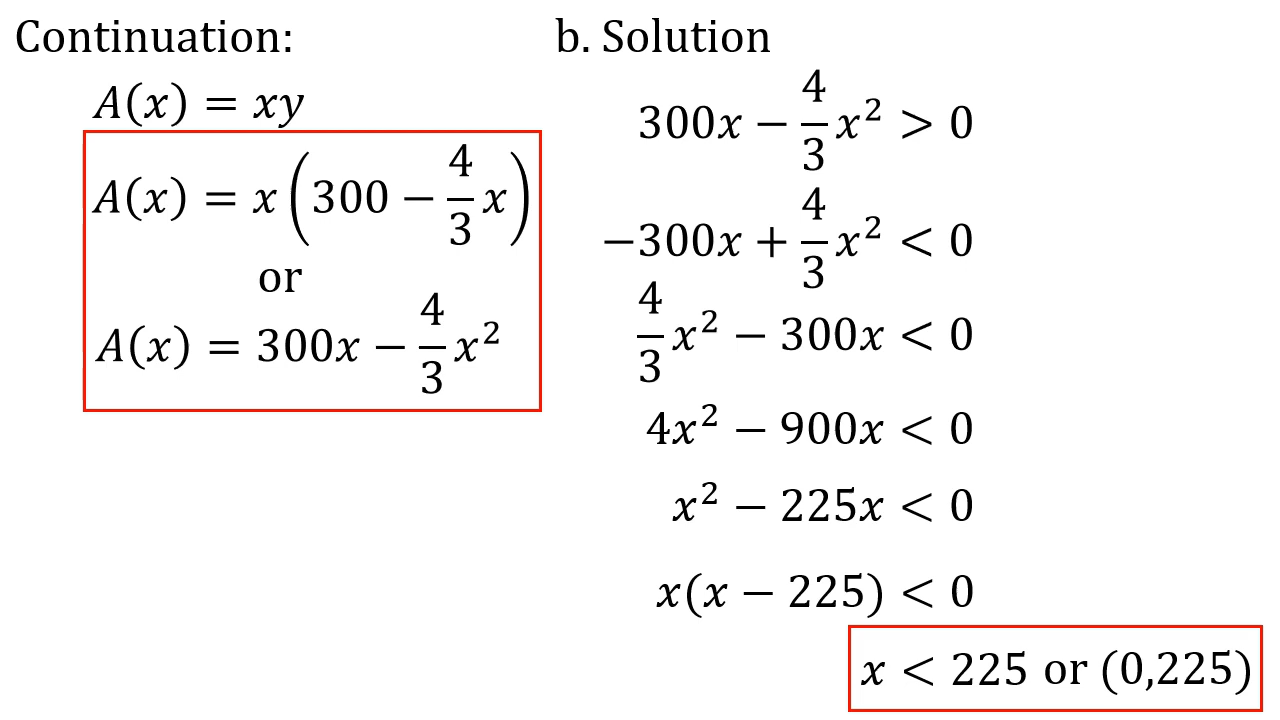 Continuation:
A(x) = xy
A(x) = x(300 − 4/3 x)
or
A(x) = 300x − 4/3 x²
b. Solution
300x − 4/3 x² > 0
−300x + 4/3 x² < 0
4/3 x² − 300x < 0
4x² − 900x < 0
x² − 225x < 0
x(x − 225) < 0
x < 225 or (0,225)